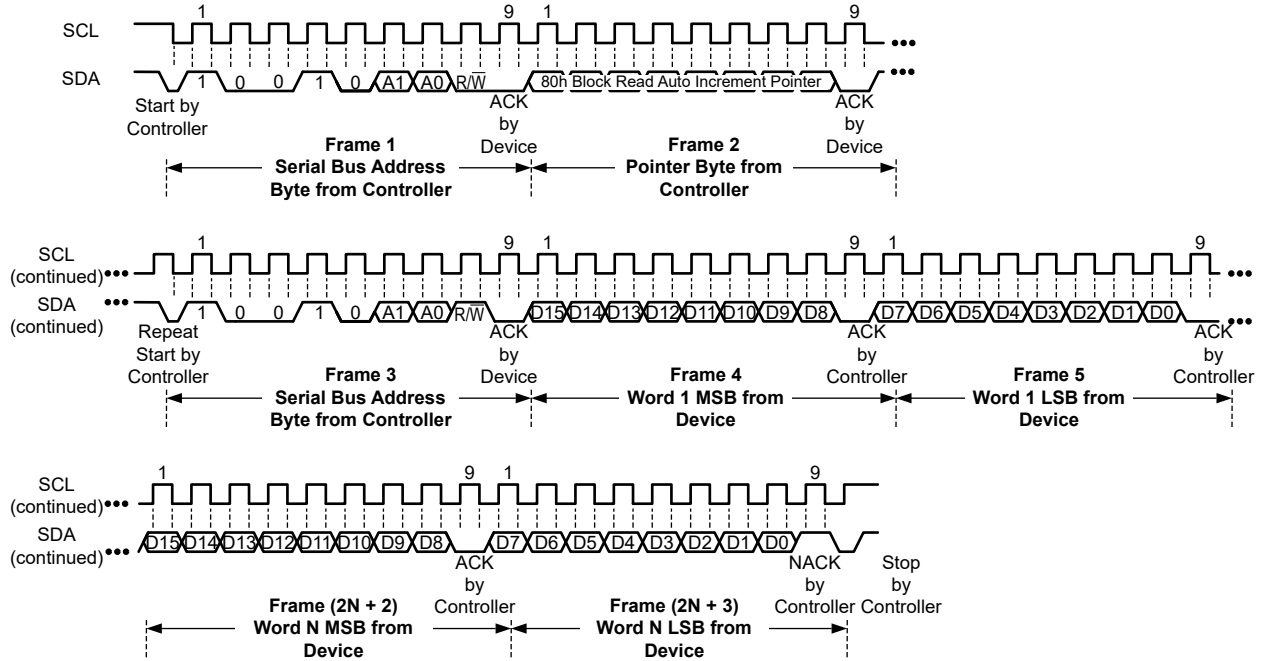 1 9 1 9
SCL •••
SDA 1 0 0 1 0 A1 A0 R/W̅ 80h Block Read Auto Increment Pointer •••
Start by Controller
ACK by Device
ACK by Device
Frame 1
Serial Bus Address
Byte from Controller
Frame 2
Pointer Byte from
Controller
1 9 1 9 1 9
SCL
(continued) ••• •••
SDA
(continued) ••• 1 0 0 1 0 A1 A0 R/W̅ D15 D14 D13 D12 D11 D10 D9 D8 D7 D6 D5 D4 D3 D2 D1 D0 •••
Repeat
Start by
Controller
ACK
by
Device
ACK
by
Controller
ACK
by
Controller
Frame 3
Serial Bus Address
Byte from Controller
Frame 4
Word 1 MSB from
Device
Frame 5
Word 1 LSB from
Device
1 9 1 9
SCL
(continued) •••
SDA
(continued) ••• D15 D14 D13 D12 D11 D10 D9 D8 D7 D6 D5 D4 D3 D2 D1 D0
ACK
by
Controller
NACK
by
Controller
Stop
by
Controller
Frame (2N + 2)
Word N MSB from
Device
Frame (2N + 3)
Word N LSB from
Device